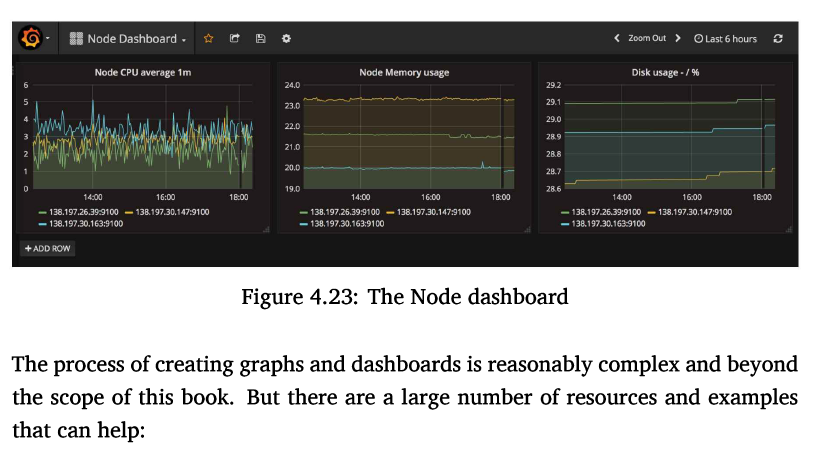 Node Dashboard
Zoom Out
Last 6 hours
Node CPU average 1m
6
5
4
3
2
1
0
14:00 16:00 18:00
138.197.26.39:9100 138.197.30.147:9100
138.197.30.163:9100
Node Memory usage
24.0
23.0
22.0
21.0
20.0
19.0
14:00 16:00 18:00
138.197.26.39:9100 138.197.30.147:9100
138.197.30.163:9100
Disk usage - / %
29.2
29.1
29.0
28.9
28.8
28.7
28.6
14:00 16:00 18:00
138.197.26.39:9100 138.197.30.147:9100
138.197.30.163:9100
+ ADD ROW
Figure 4.23: The Node dashboard
The process of creating graphs and dashboards is reasonably complex and beyond
the scope of this book. But there are a large number of resources and examples
that can help: